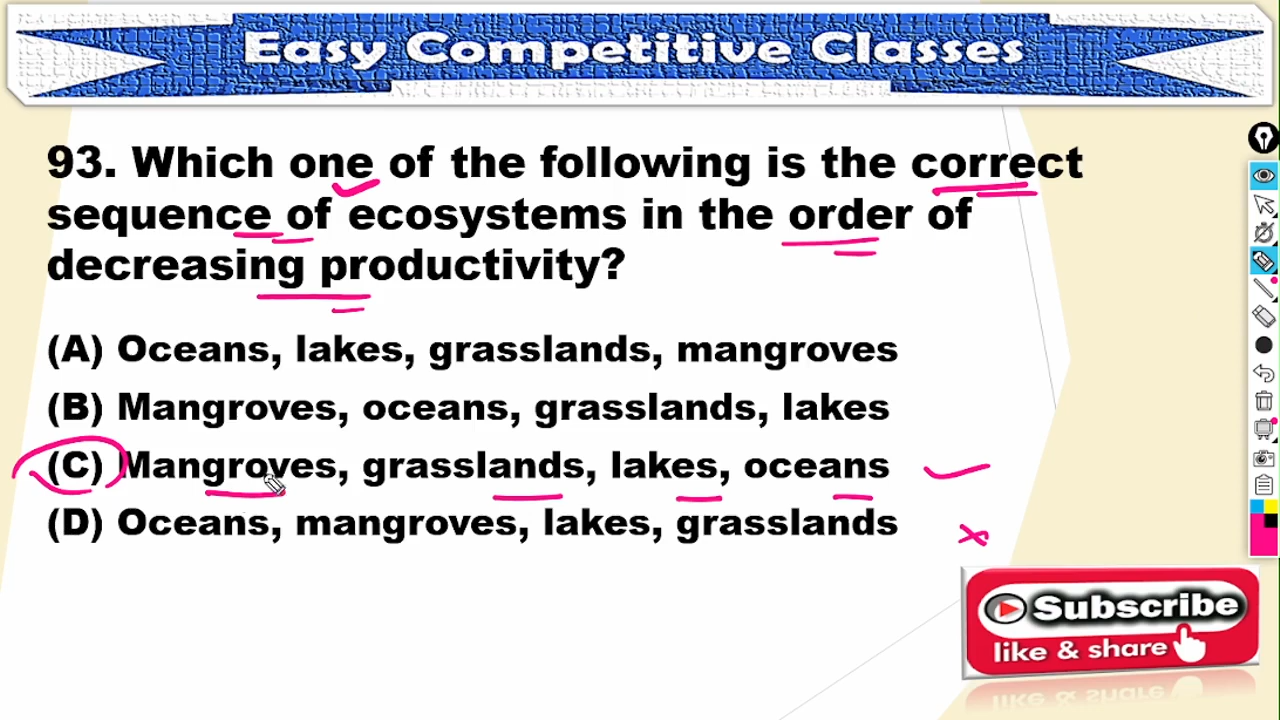 Easy Competitive Classes
93. Which one of the following is the correct
sequence of ecosystems in the order of
decreasing productivity?
(A) Oceans, lakes, grasslands, mangroves
(B) Mangroves, oceans, grasslands, lakes
(C) Mangroves, grasslands, lakes, oceans
(D) Oceans, mangroves, lakes, grasslands
Subscribe
like & share